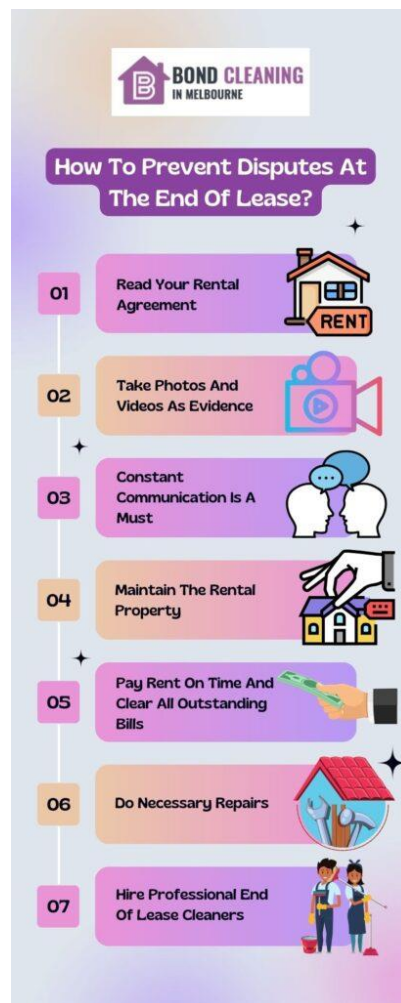 BOND CLEANING
IN MELBOURNE
How To Prevent Disputes At
The End Of Lease?
01
Read Your Rental
Agreement
RENT
02
Take Photos And
Videos As Evidence
03
Constant
Communication Is A
Must
04
Maintain The Rental
Property
05
Pay Rent On Time And
Clear All Outstanding
Bills
06
Do Necessary Repairs
07
Hire Professional End
Of Lease Cleaners